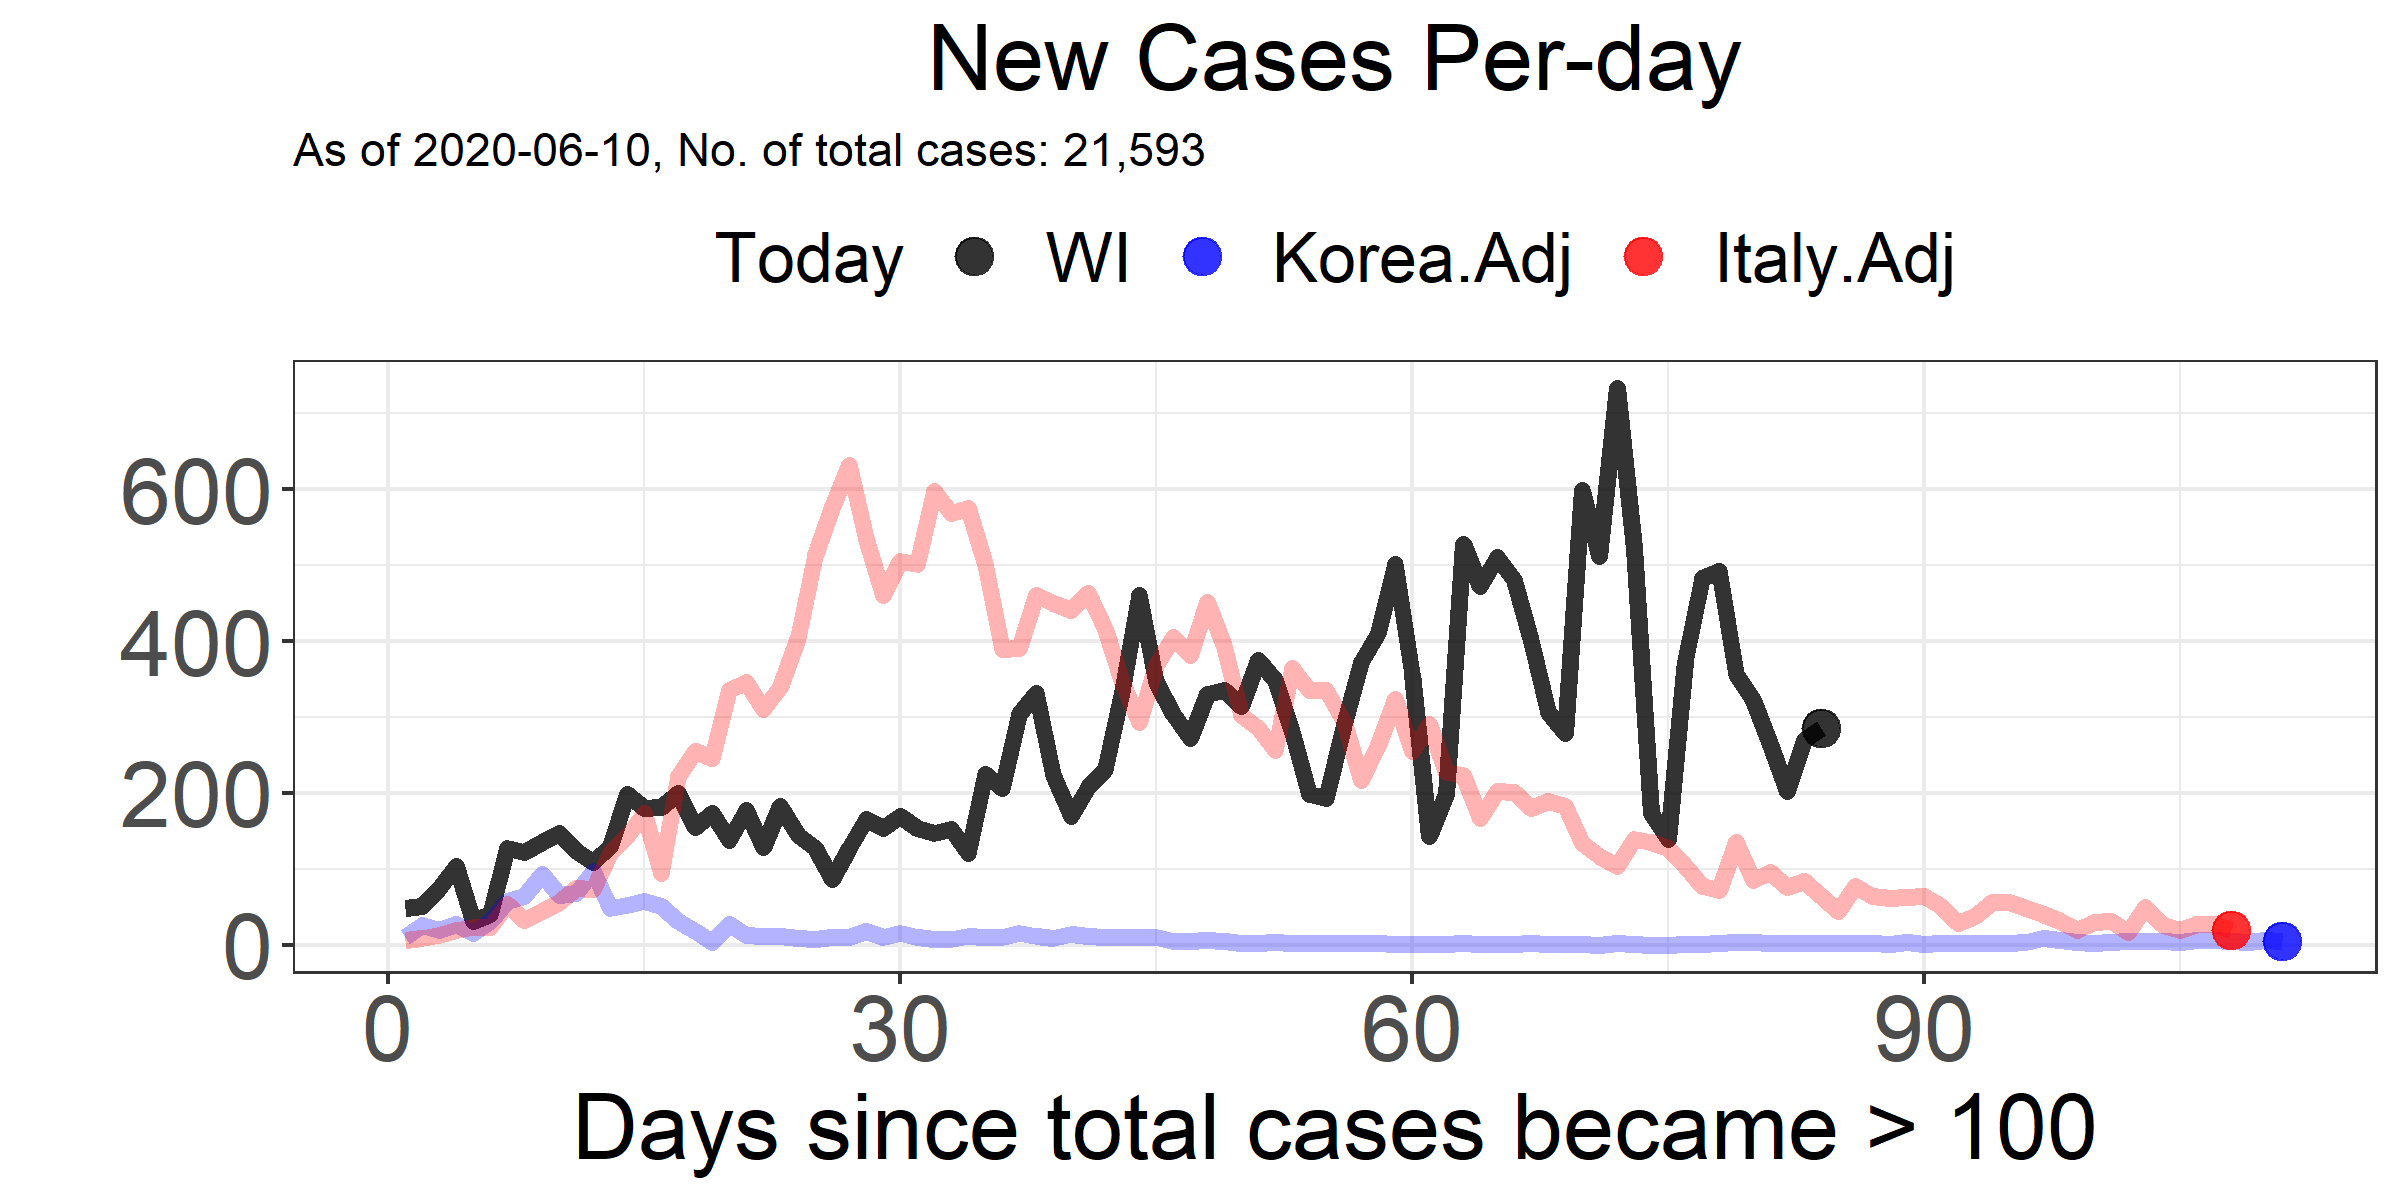 New Cases Per-day
As of 2020-06-10, No. of total cases: 21,593
Today WI Korea.Adj Italy.Adj
600
400
200
0
0 30 60 90
Days since total cases became > 100